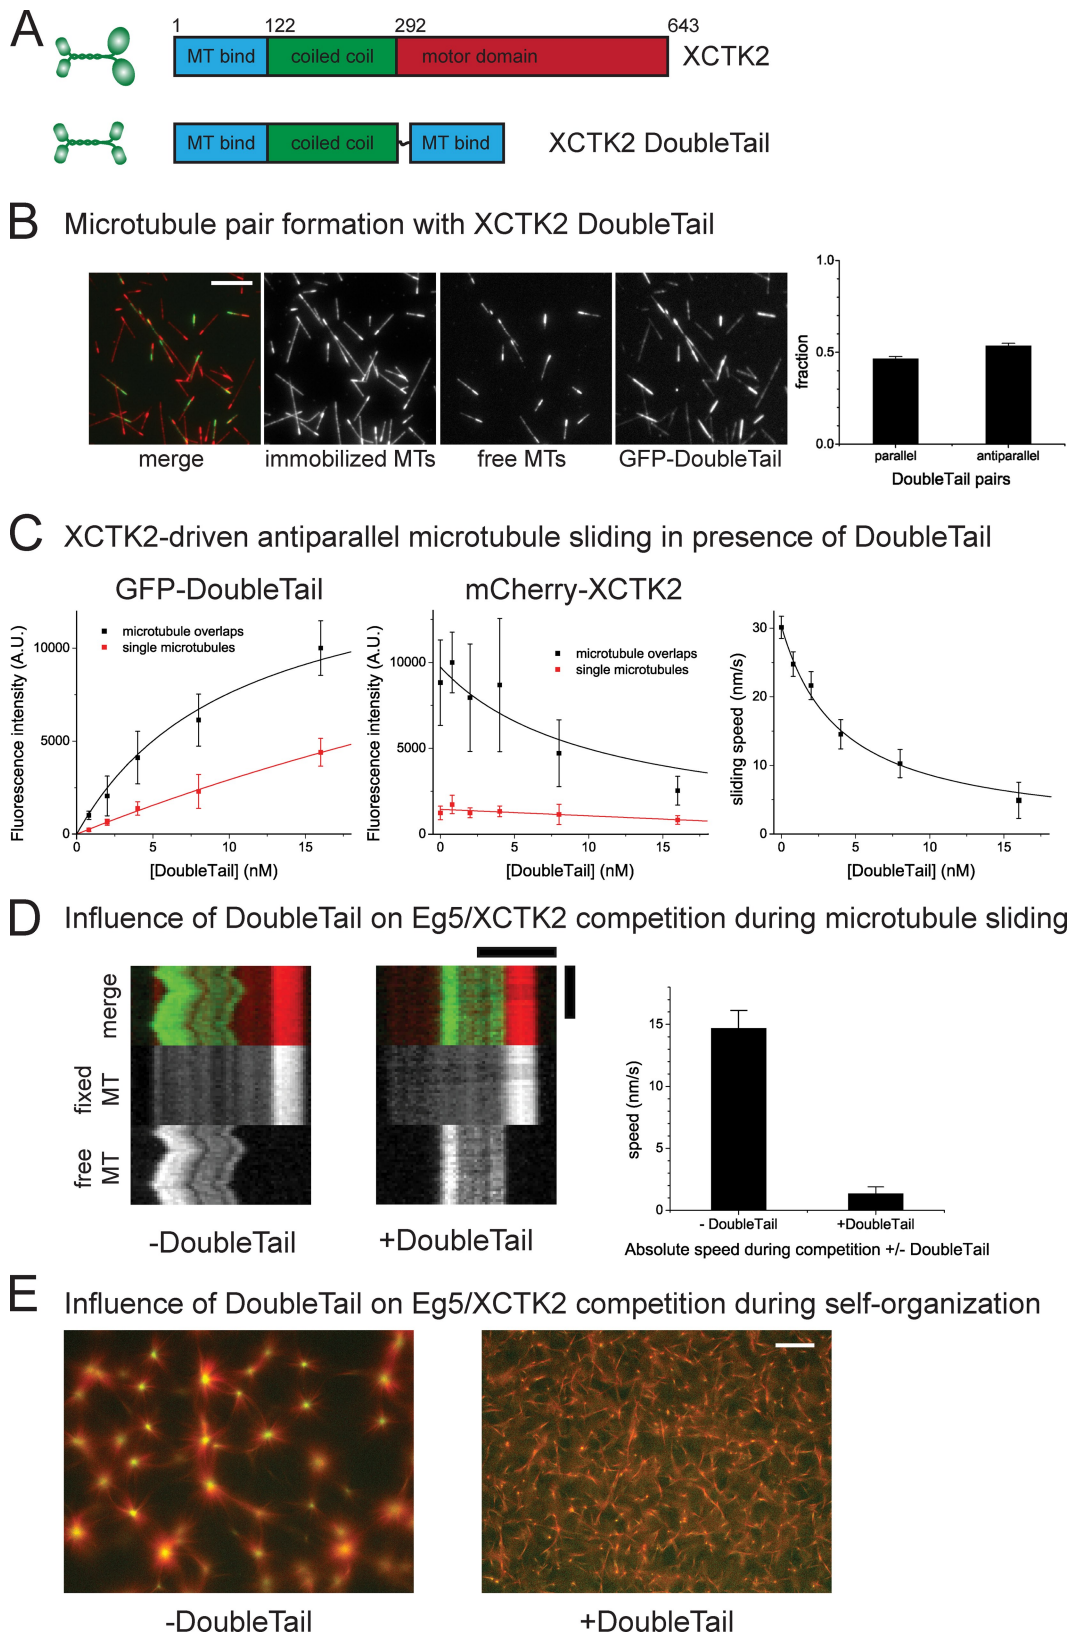 A
1 122 292 643
MT bind coiled coil motor domain XCTK2
MT bind coiled coil MT bind XCTK2 DoubleTail
B Microtubule pair formation with XCTK2 DoubleTail
merge immobilized MTs free MTs GFP-DoubleTail
fraction
1.0
0.5
0.0
parallel antiparallel
DoubleTail pairs
C XCTK2-driven antiparallel microtubule sliding in presence of DoubleTail
GFP-DoubleTail
Fluorescence intensity (A.U.)
microtubule overlaps
single microtubules
10000
5000
0
0 5 10 15
[DoubleTail] (nM)
mCherry-XCTK2
Fluorescence intensity (A.U.)
microtubule overlaps
single microtubules
10000
5000
0
0 5 10 15
[DoubleTail] (nM)
sliding speed (nm/s)
30
20
10
0
0 5 10 15
[DoubleTail] (nM)
D Influence of DoubleTail on Eg5/XCTK2 competition during microtubule sliding
merge
fixed
MT
free
MT
-DoubleTail +DoubleTail
speed (nm/s)
15
10
5
0
- DoubleTail +DoubleTail
Absolute speed during competition +/- DoubleTail
E Influence of DoubleTail on Eg5/XCTK2 competition during self-organization
-DoubleTail +DoubleTail